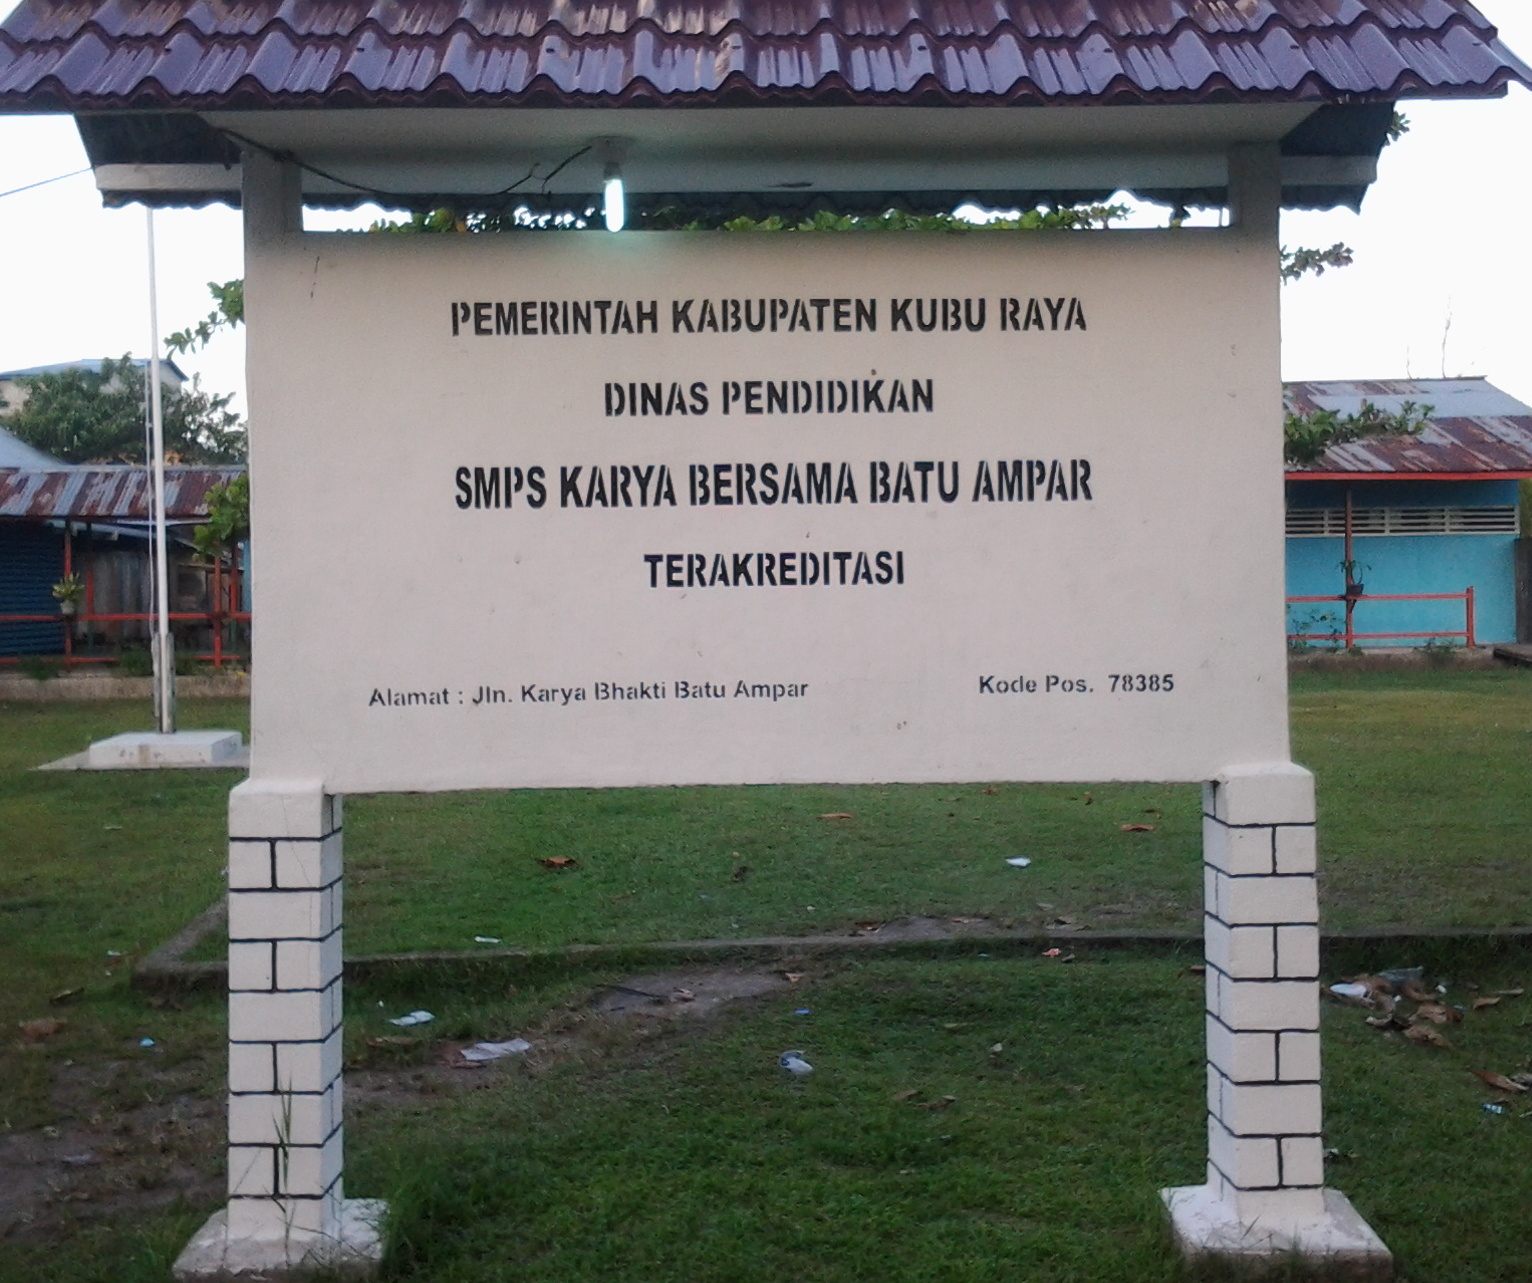 PEMERINTAH KABUPATEN KUBU RAYA
DINAS PENDIDIKAN
SMPS KARYA BERSAMA BATU AMPAR
TERAKREDITASI
Alamat : Jln. Karya Bhakti Batu Ampar Kode Pos. 78385